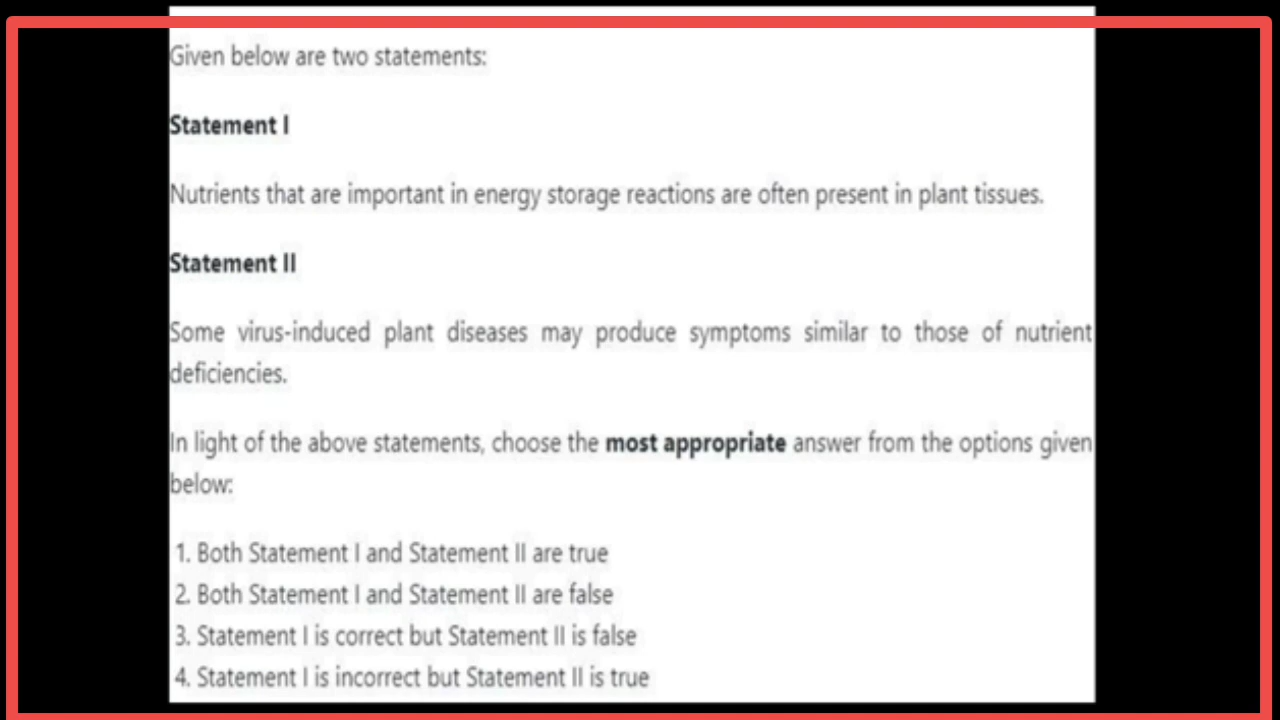 Given below are two statements:
Statement I
Nutrients that are important in energy storage reactions are often present in plant tissues.
Statement II
Some virus-induced plant diseases may produce symptoms similar to those of nutrient
deficiencies.
In light of the above statements, choose the most appropriate answer from the options given
below:
1. Both Statement I and Statement II are true
2. Both Statement I and Statement II are false
3. Statement I is correct but Statement II is false
4. Statement I is incorrect but Statement II is true